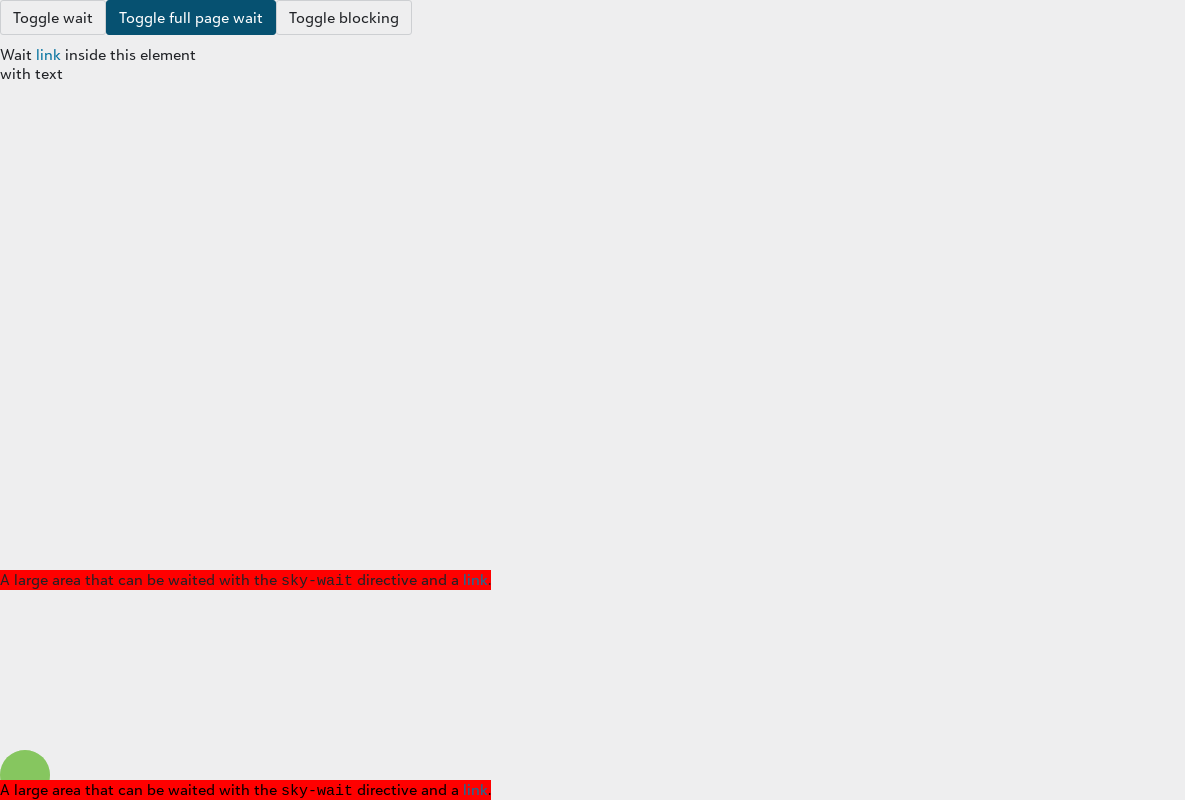 Toggle wait Toggle full page wait Toggle blocking
Wait link inside this element
with text
A large area that can be waited with the sky-wait directive and a link.
A large area that can be waited with the sky-wait directive and a link.